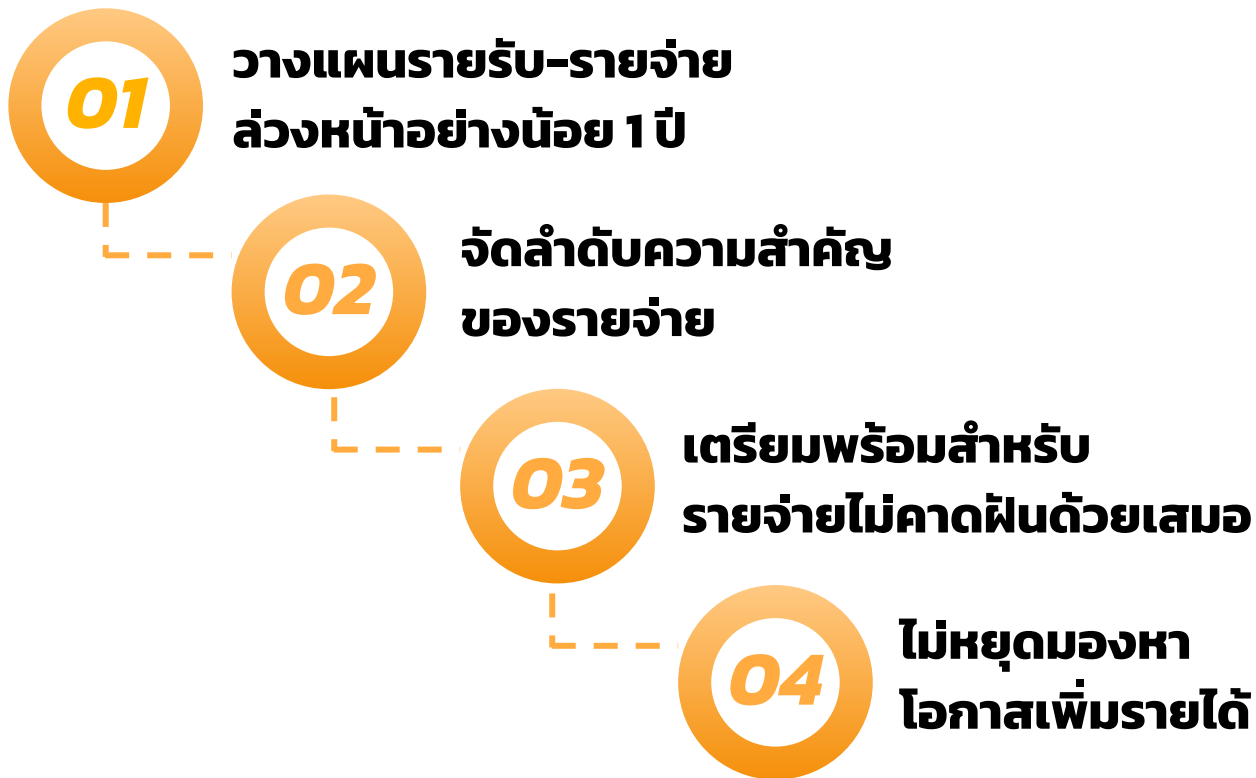 01
วางแผนรายรับ-รายจ่าย
ล่วงหน้าอย่างน้อย 1 ปี
02
จัดลำดับความสำคัญ
ของรายจ่าย
03
เตรียมพร้อมสำหรับ
รายจ่ายไม่คาดฝันด้วยเสมอ
04
ไม่หยุดมองหา
โอกาสเพิ่มรายได้